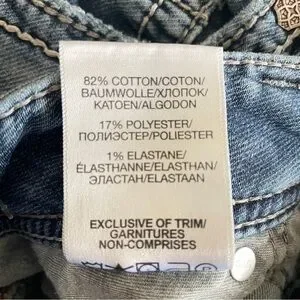 82% COTTON/COTON/
BAUMWOLLE/ХЛОПОК/
KATOEN/ALGODON
17% POLYESTER/
ПОЛИЭСТЕР/POLIESTER
1% ELASTANE/
ÉLASTHANNE/ELASTHAN/
ЭЛАСТАН/ELASTAAN
EXCLUSIVE OF TRIM/
GARNITURES
NON-COMPRISES